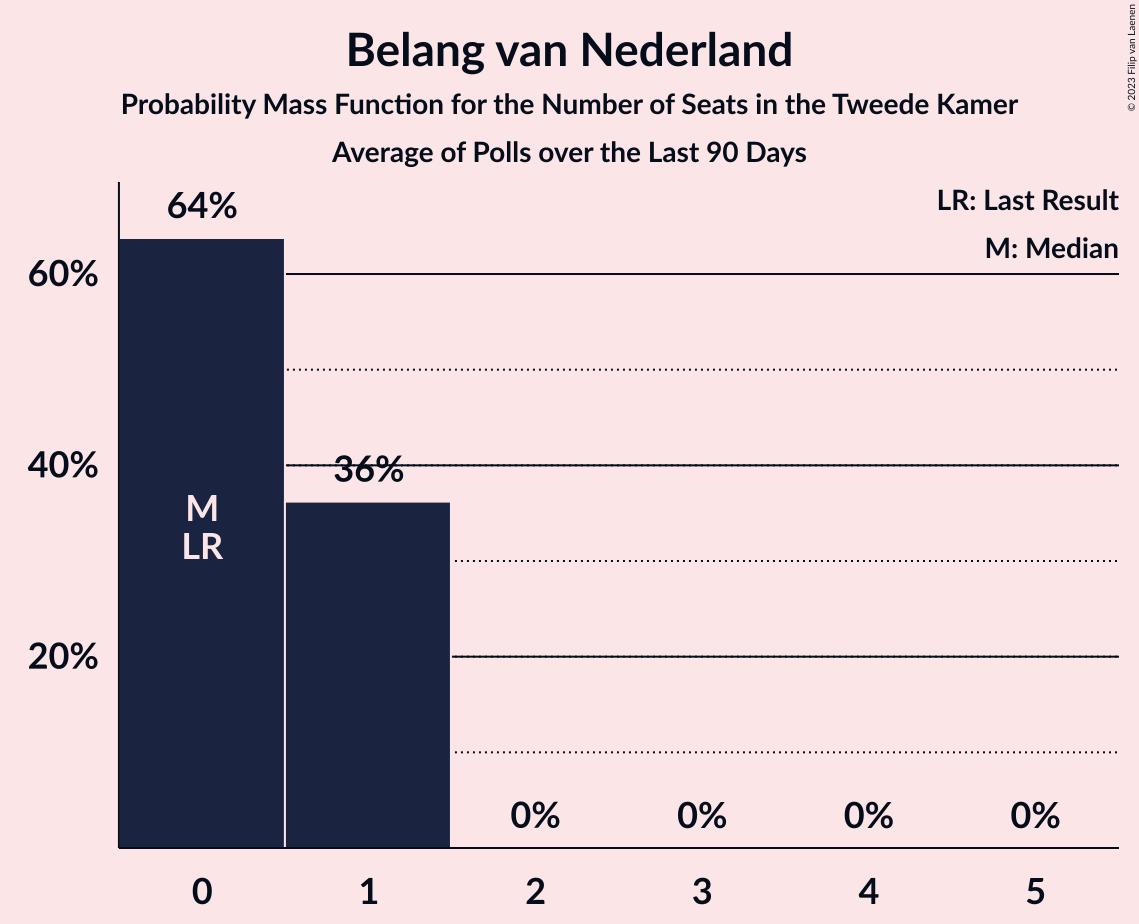 Belang van Nederland
Probability Mass Function for the Number of Seats in the Tweede Kamer
Average of Polls over the Last 90 Days
© 2023 Filip van Laenen
LR: Last Result
M: Median
64%
60%
40%
36%
M
LR
20%
0% 0% 0% 0%
0 1 2 3 4 5